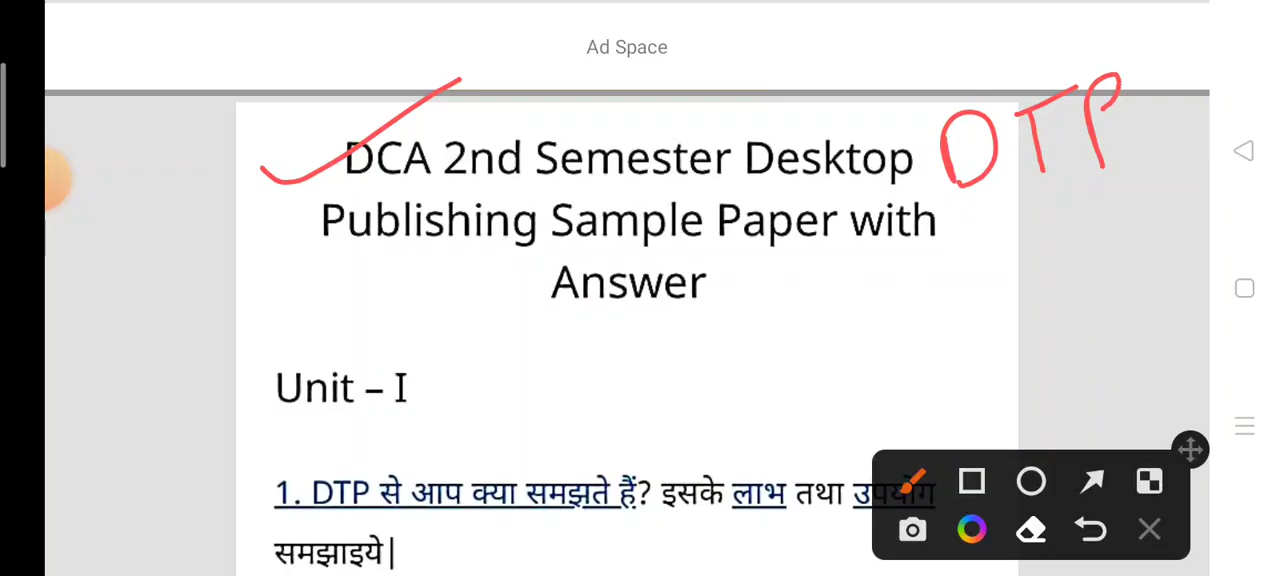 Ad Space
DCA 2nd Semester Desktop DTP
Publishing Sample Paper with
Answer
Unit – I
1. DTP से आप क्या समझते हैं? इसके लाभ तथा उपयोग
समझाइये|